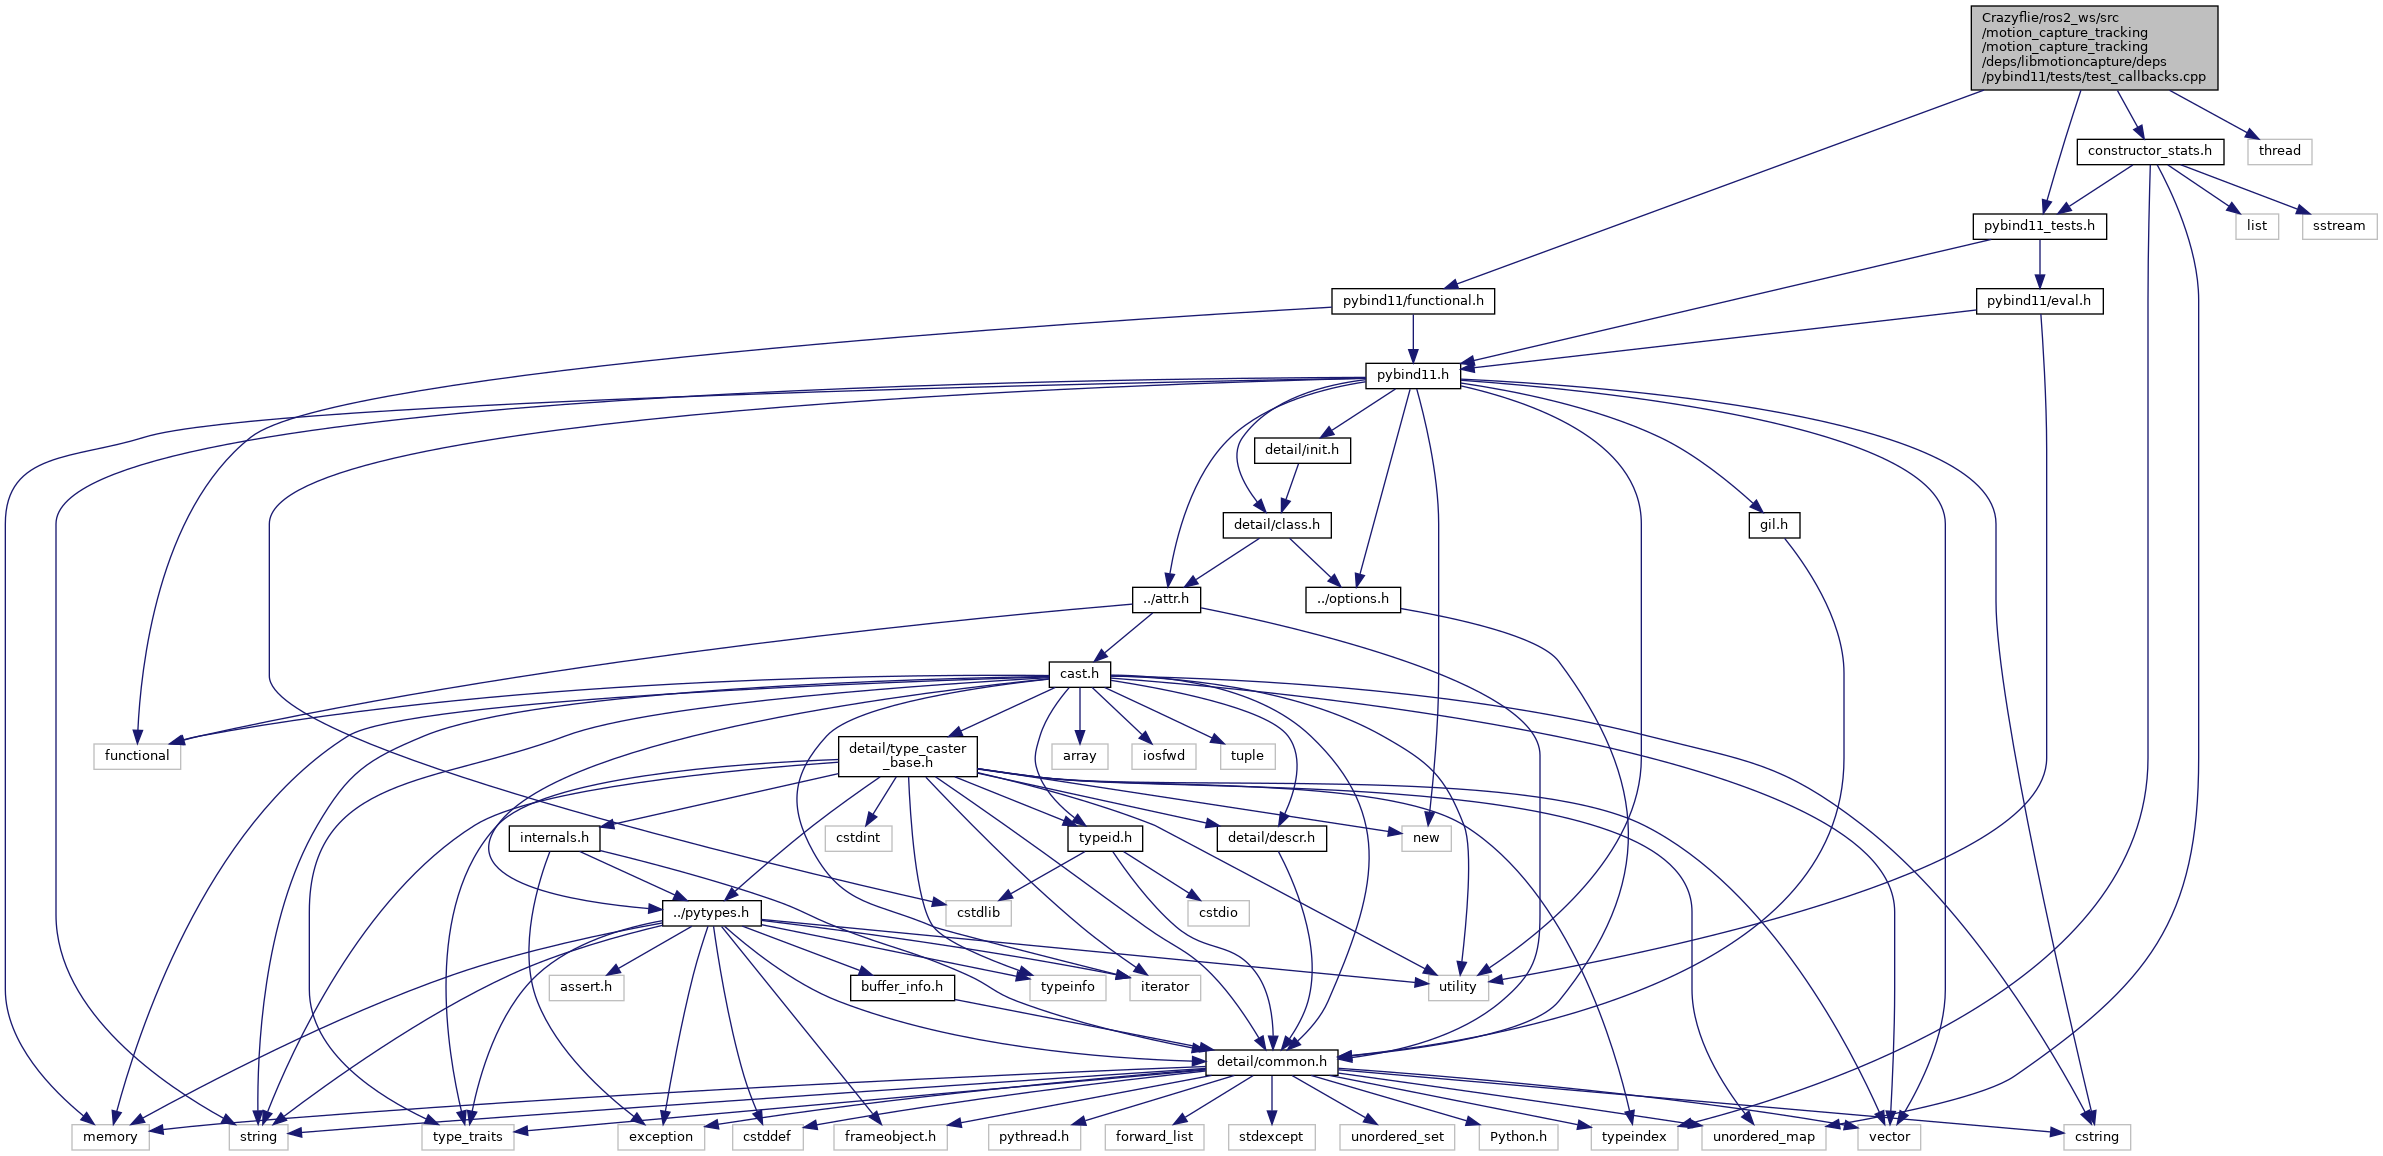 Crazyflie/ros2_ws/src
/motion_capture_tracking
/motion_capture_tracking
/deps/libmotioncapture/deps
/pybind11/tests/test_callbacks.cpp
constructor_stats.h
thread
pybind11_tests.h
list
sstream
pybind11/functional.h
pybind11/eval.h
pybind11.h
detail/init.h
detail/class.h
gil.h
../attr.h
../options.h
cast.h
functional
detail/type_caster
_base.h
array
iosfwd
tuple
internals.h
cstdint
typeid.h
detail/descr.h
new
../pytypes.h
cstdlib
cstdio
assert.h
buffer_info.h
typeinfo
iterator
utility
detail/common.h
memory
string
type_traits
exception
cstddef
frameobject.h
pythread.h
forward_list
stdexcept
unordered_set
Python.h
typeindex
unordered_map
vector
cstring